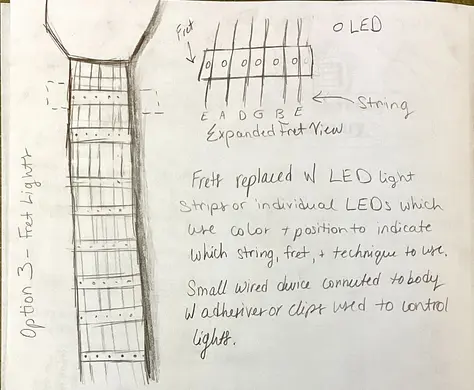 Fret
O LED
String
E A D G B E
Expanded Fret View
Option 3 - Fret Lights
Frets replaced W LED light
strips or individual LEDs which
use color + position to indicate
which string, fret, + technique to use.
Small wired device connected to body
W adhesives or clips used to control
lights.